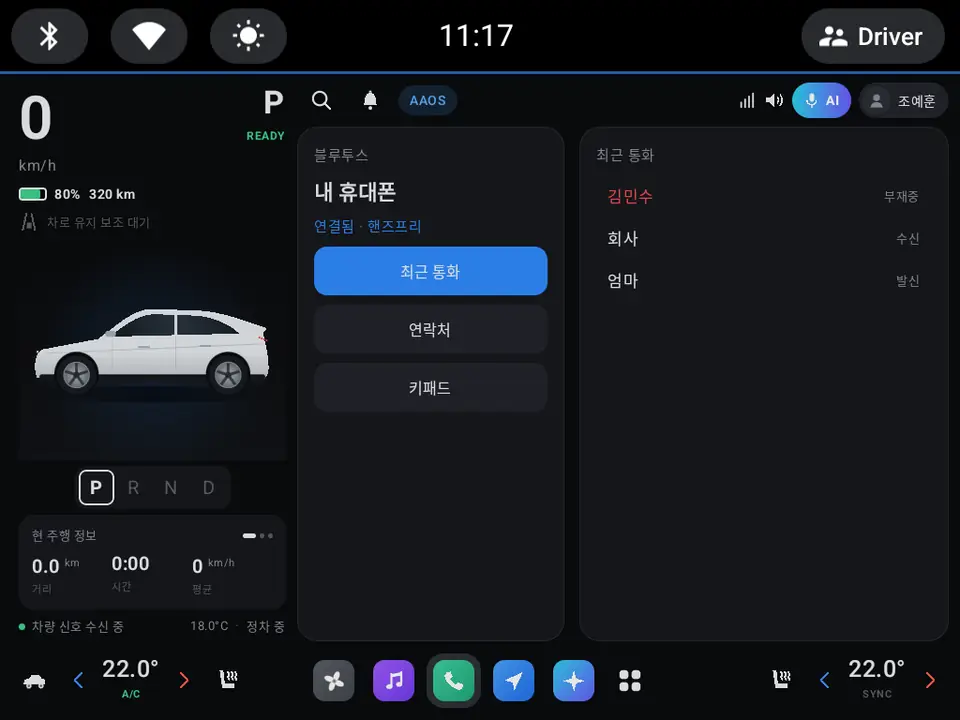 11:17
Driver
0
P
READY
km/h
80% 320 km
차로 유지 보조 대기
AAOS
AI
조예훈
블루투스
내 휴대폰
연결됨 · 핸즈프리
최근 통화
연락처
키패드
최근 통화
김민수 부재중
회사 수신
엄마 발신
P R N D
현 주행 정보
0.0 km 0:00 0 km/h
거리 시간 평균
차량 신호 수신 중 18.0°C · 정차 중
22.0°
A/C
22.0°
SYNC